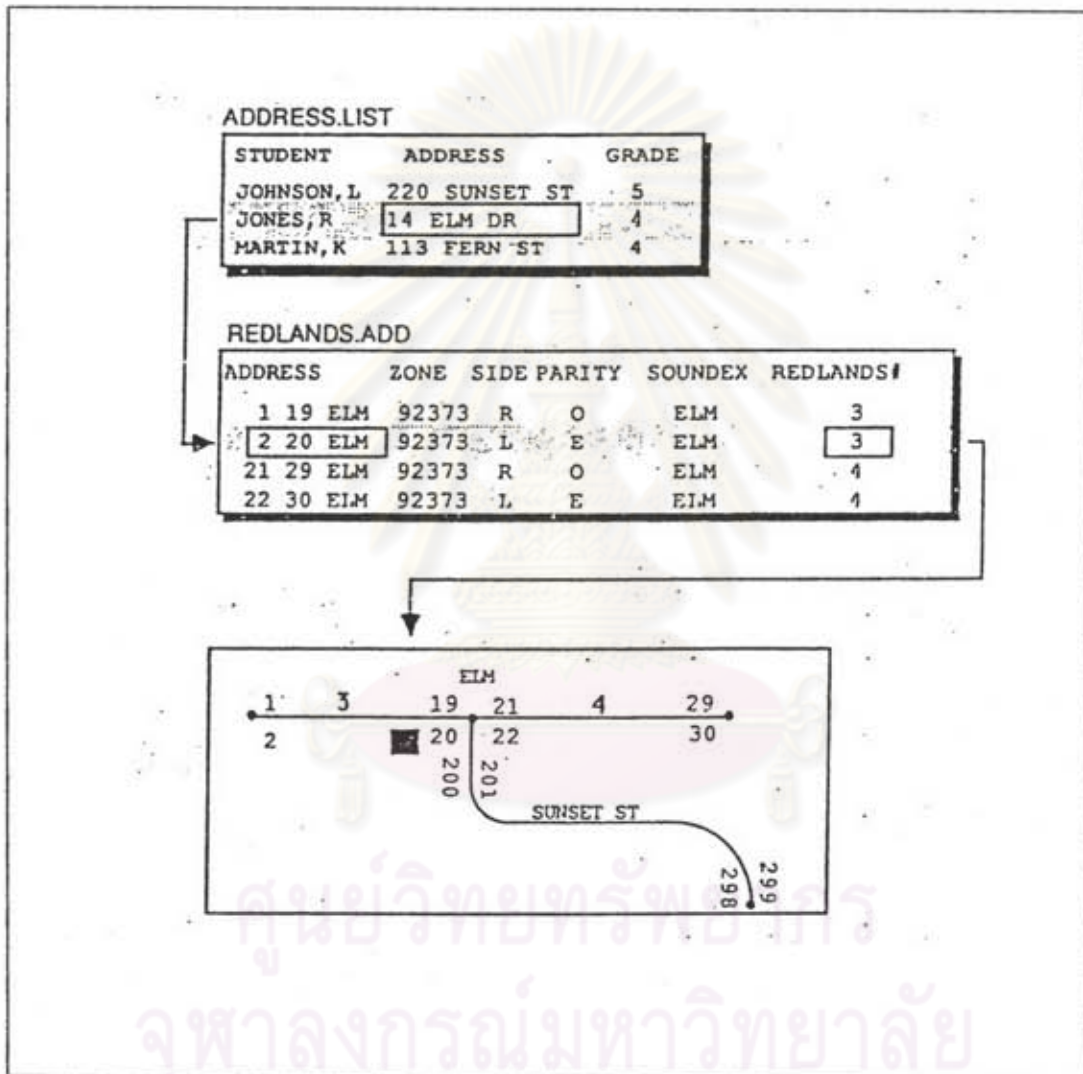 ADDRESS.LIST
STUDENT ADDRESS GRADE
JOHNSON,L 220 SUNSET ST 5
JONES,R 14 ELM DR 4
MARTIN,K 113 FERN ST 4
REDLANDS.ADD
ADDRESS ZONE SIDE PARITY SOUNDEX REDLANDS#
1 19 ELM 92373 R O ELM 3
2 20 ELM 92373 L E ELM 3
21 29 ELM 92373 R O ELM 4
22 30 ELM 92373 L E ELM 4
ELM
1 3 19 21 4 29
2 20 22 30
200 201
SUNSET ST
298 299
ศูนย์วิทยทรัพยากร
จุฬาลงกรณ์มหาวิทยาลัย